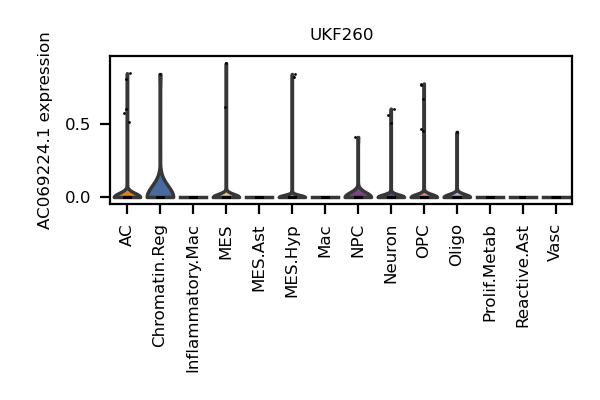 UKF260
AC069224.1 expression
0.5
0.0
AC
Chromatin.Reg
Inflammatory.Mac
MES
MES.Ast
MES.Hyp
Mac
NPC
Neuron
OPC
Oligo
Prolif.Metab
Reactive.Ast
Vasc